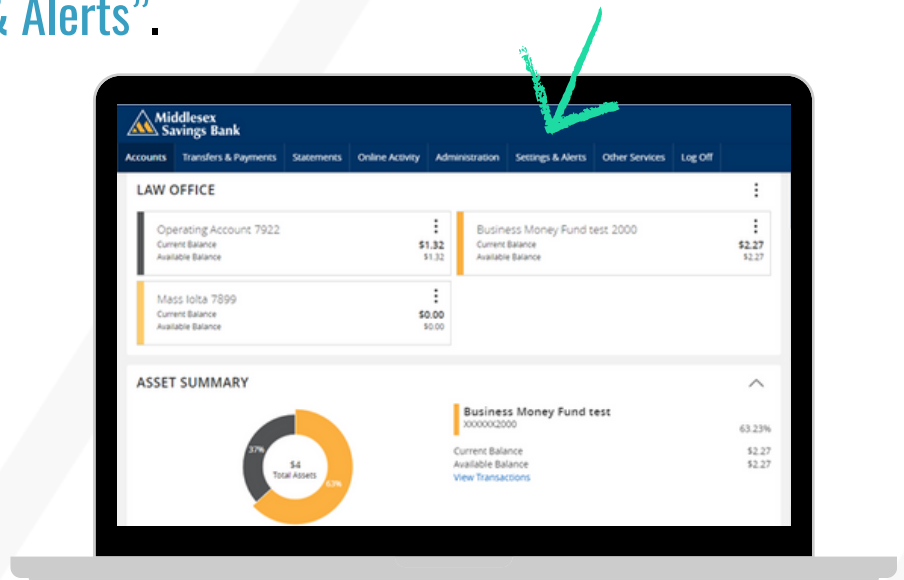 & Alerts”.
Middlesex
Savings Bank
Accounts Transfers & Payments Statements Online Activity Administration Settings & Alerts Other Services Log Off
LAW OFFICE
Operating Account 7922
Current Balance $1.32
Available Balance $1.32
Business Money Fund test 2000
Current Balance $2.27
Available Balance $2.27
Mass Iolta 7899
Current Balance $0.00
Available Balance $0.00
ASSET SUMMARY
37%
$4
Total Assets
63%
Business Money Fund test
XXXXXX2000
63.23%
Current Balance $2.27
Available Balance $2.27
View Transactions